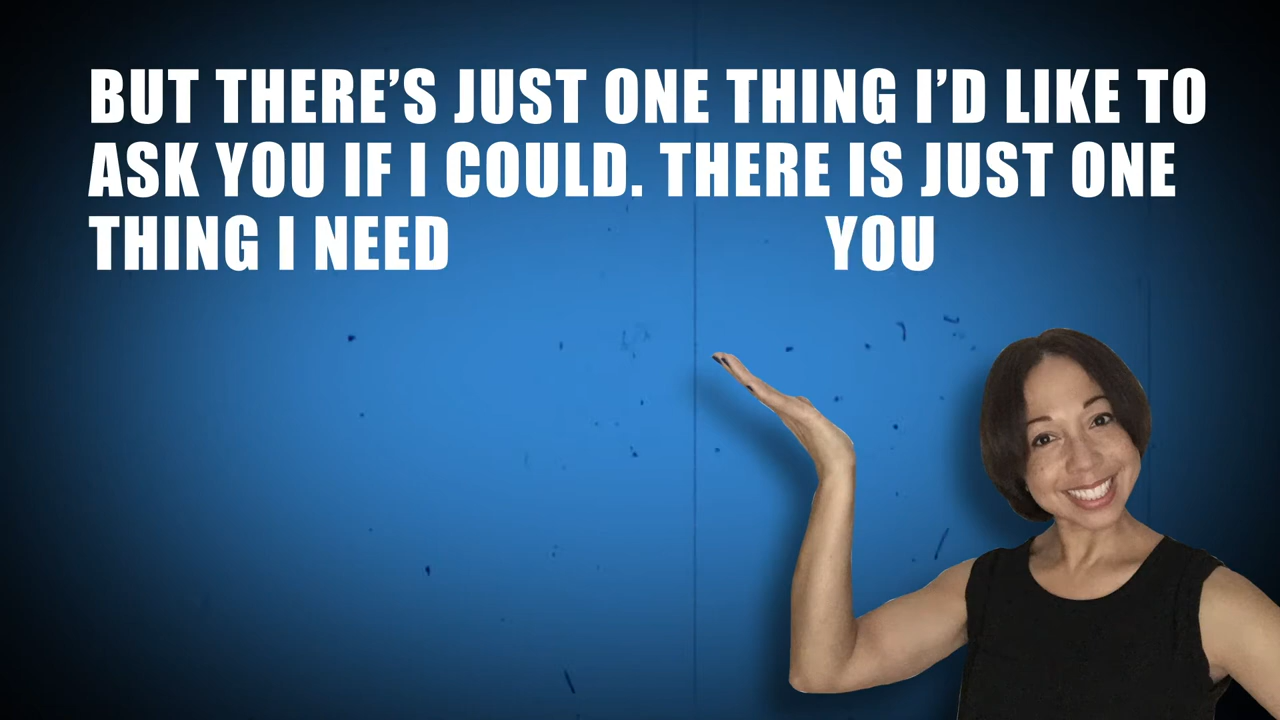 BUT THERE’S JUST ONE THING I’D LIKE TO
ASK YOU IF I COULD. THERE IS JUST ONE
THING I NEED YOU